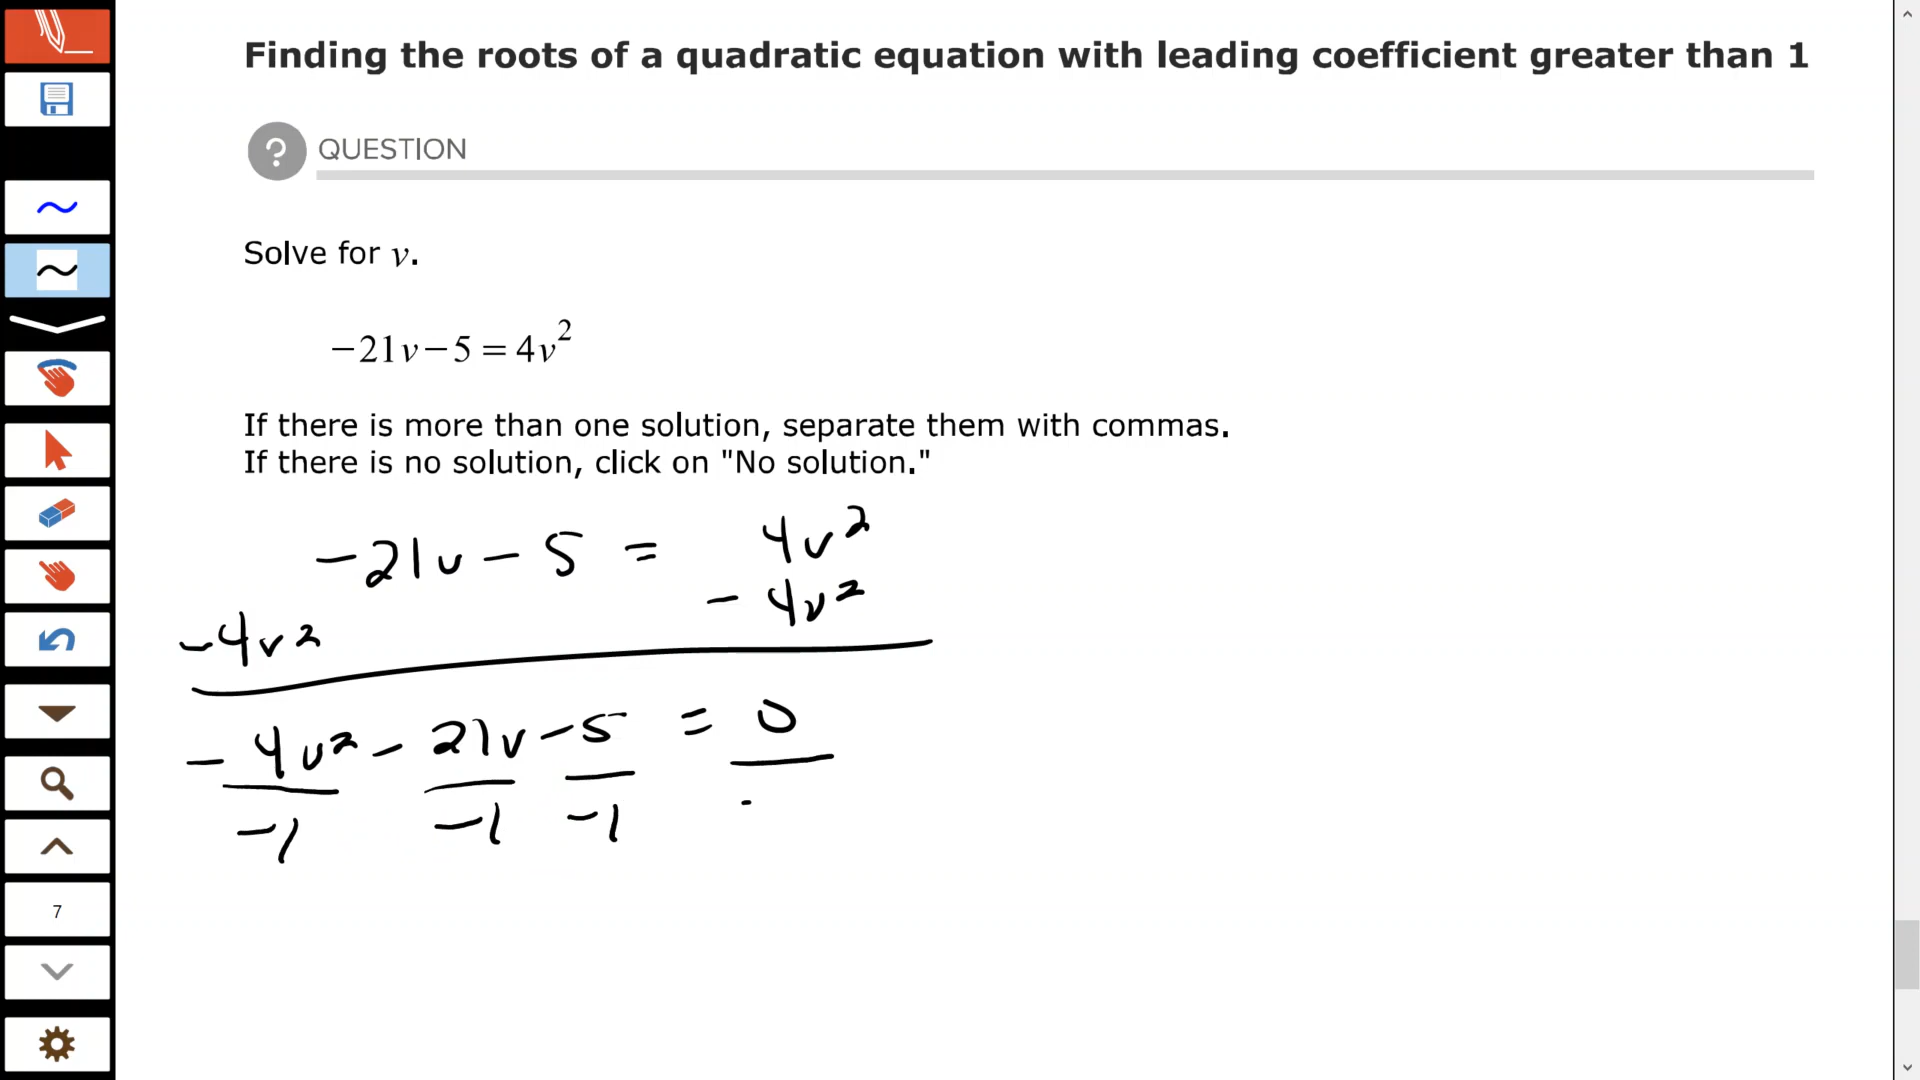 Finding the roots of a quadratic equation with leading coefficient greater than 1
? QUESTION
Solve for v.
−21v−5=4v²
If there is more than one solution, separate them with commas.
If there is no solution, click on "No solution."
-21v - 5 = 4v²
-4v² - 4v²
-4v² - 21v - 5 = 0
-1 -1 -1
7